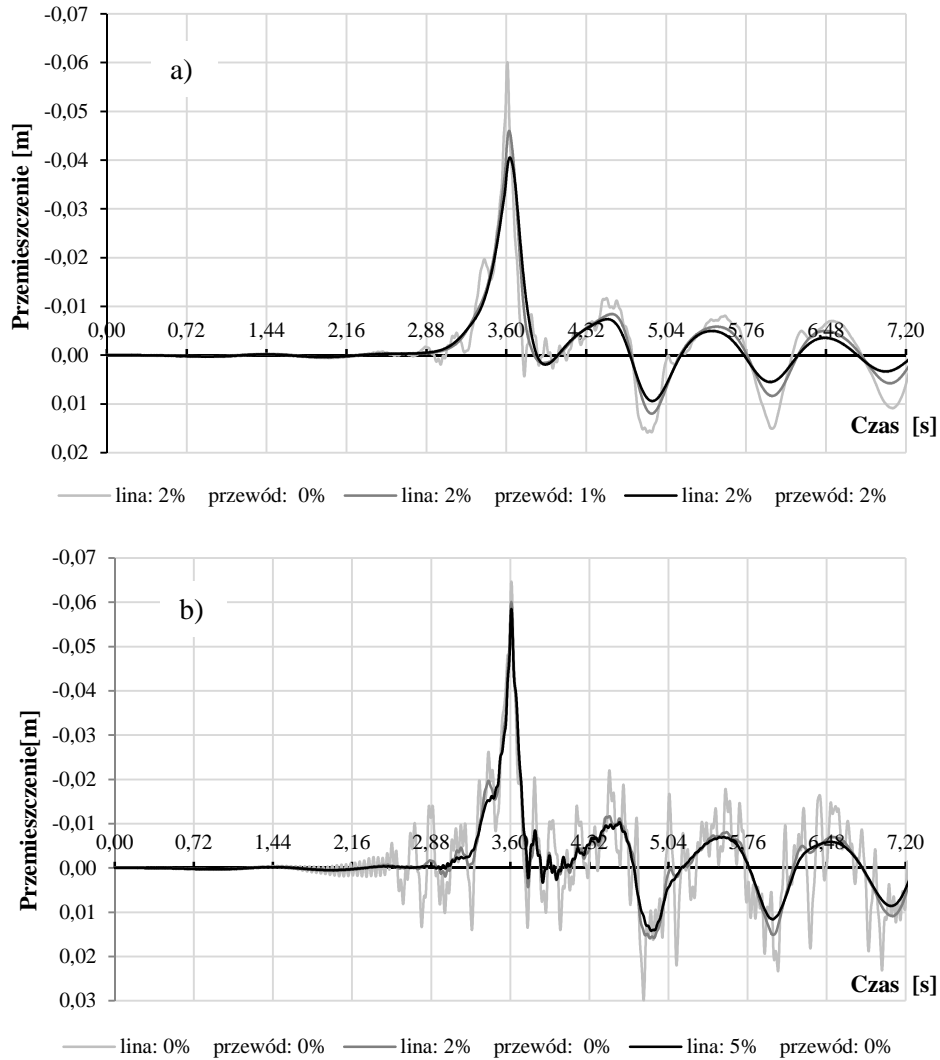 -0,07
-0,06
-0,05
-0,04
-0,03
-0,02
-0,01
0,00
0,01
0,02
Przemieszczenie [m]
a)
0,00 0,72 1,44 2,16 2,88 3,60 4,32 5,04 5,76 6,48 7,20
Czas [s]
lina: 2% przewód: 0% lina: 2% przewód: 1% lina: 2% przewód: 2%
-0,07
-0,06
-0,05
-0,04
-0,03
-0,02
-0,01
0,00
0,01
0,02
0,03
Przemieszczenie[m]
b)
0,00 0,72 1,44 2,16 2,88 3,60 4,32 5,04 5,76 6,48 7,20
Czas [s]
lina: 0% przewód: 0% lina: 2% przewód: 0% lina: 5% przewód: 0%